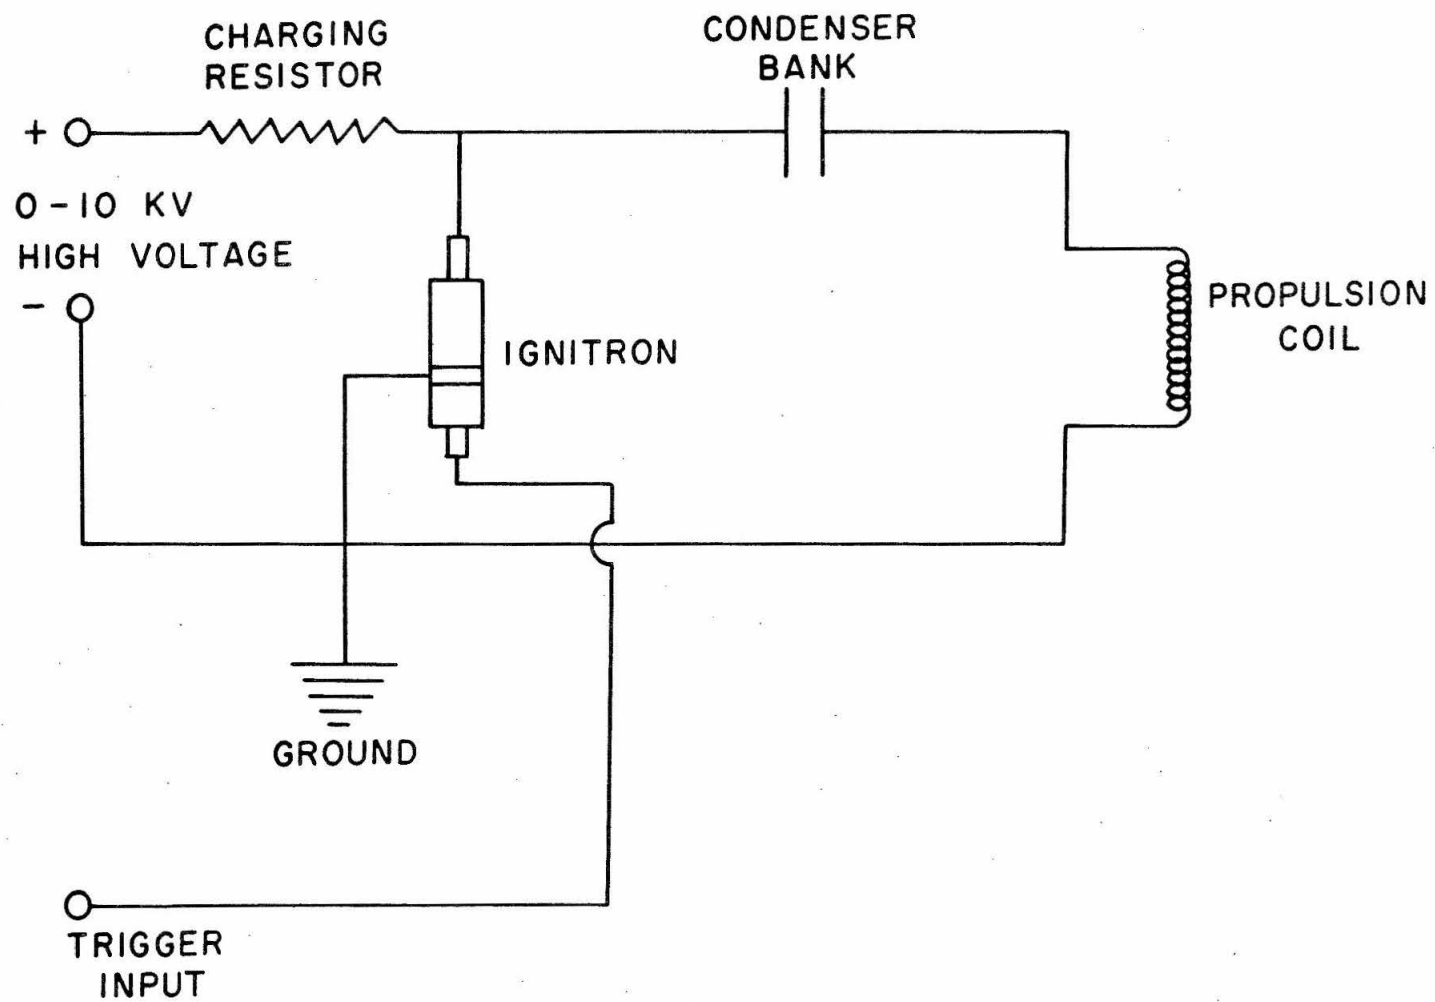 CHARGING
RESISTOR
CONDENSER
BANK
+
0-10 KV
HIGH VOLTAGE
-
IGNITRON
PROPULSION
COIL
GROUND
TRIGGER
INPUT